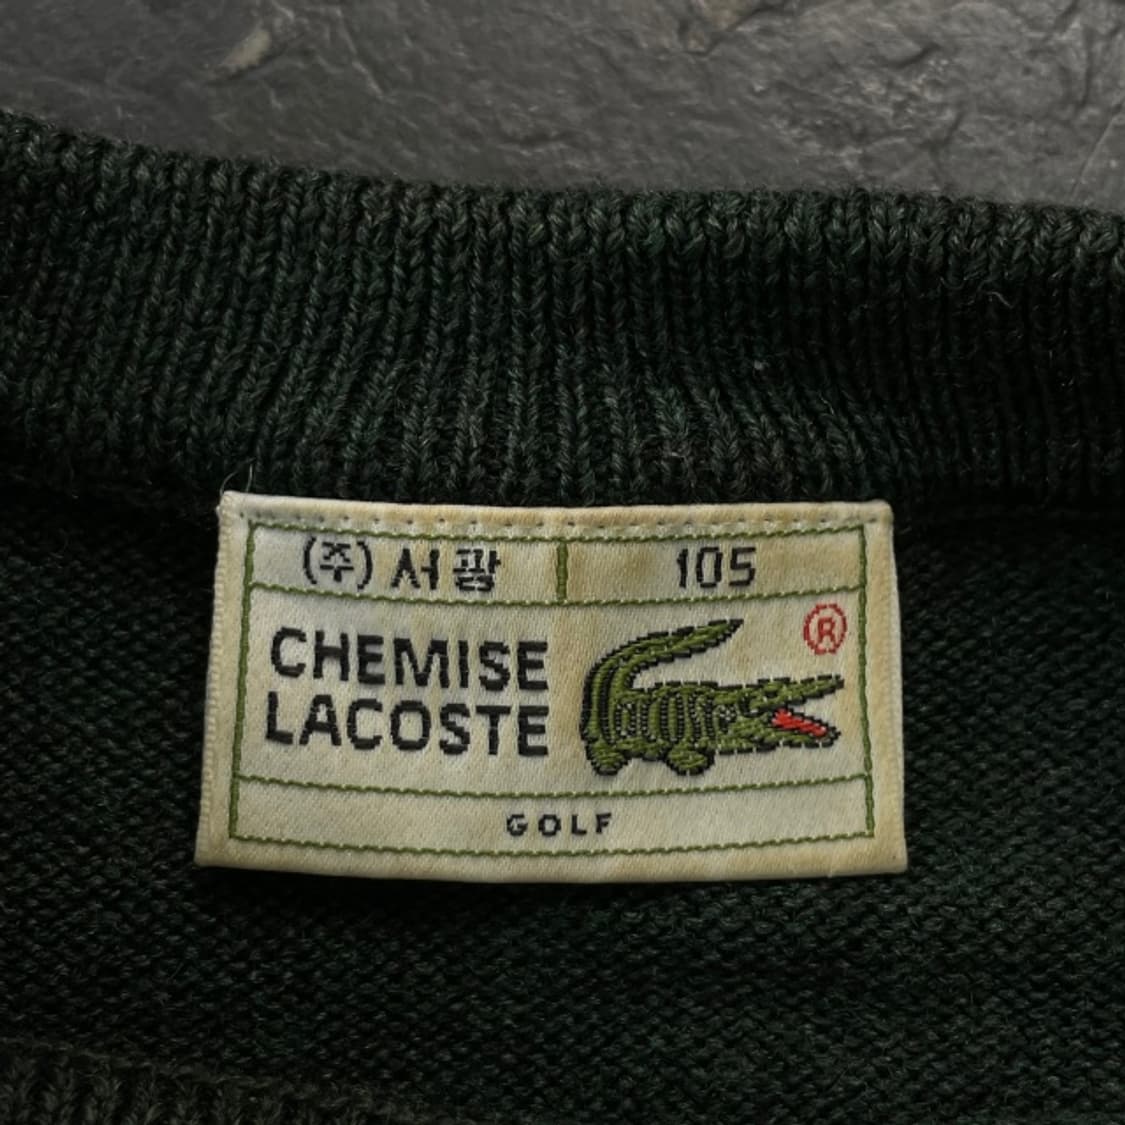 (주) 서광 105
CHEMISE
LACOSTE
®
GOLF